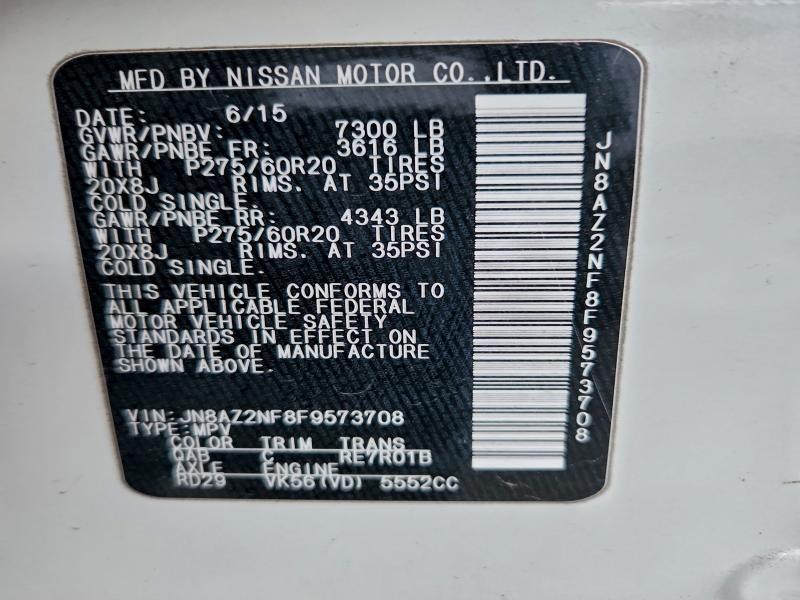 MFD BY NISSAN MOTOR CO.,LTD.
DATE: 6/15
GVWR/PNBV: 7300 LB
GAWR/PNBE FR: 3616 LB
WITH P275/60R20 TIRES
20X8J RIMS. AT 35PSI
COLD SINGLE.
GAWR/PNBE RR: 4343 LB
WITH P275/60R20 TIRES
20X8J RIMS. AT 35PSI
COLD SINGLE.
THIS VEHICLE CONFORMS TO
ALL APPLICABLE FEDERAL
MOTOR VEHICLE SAFETY
STANDARDS IN EFFECT ON
THE DATE OF MANUFACTURE
SHOWN ABOVE.
VIN: JN8AZ2NF8F9573708
TYPE: MPV
COLOR TRIM TRANS
QAB C RE7R01B
AXLE ENGINE
RD29 VK56(VD) 5552CC
JN8AZ2NF8F9573708